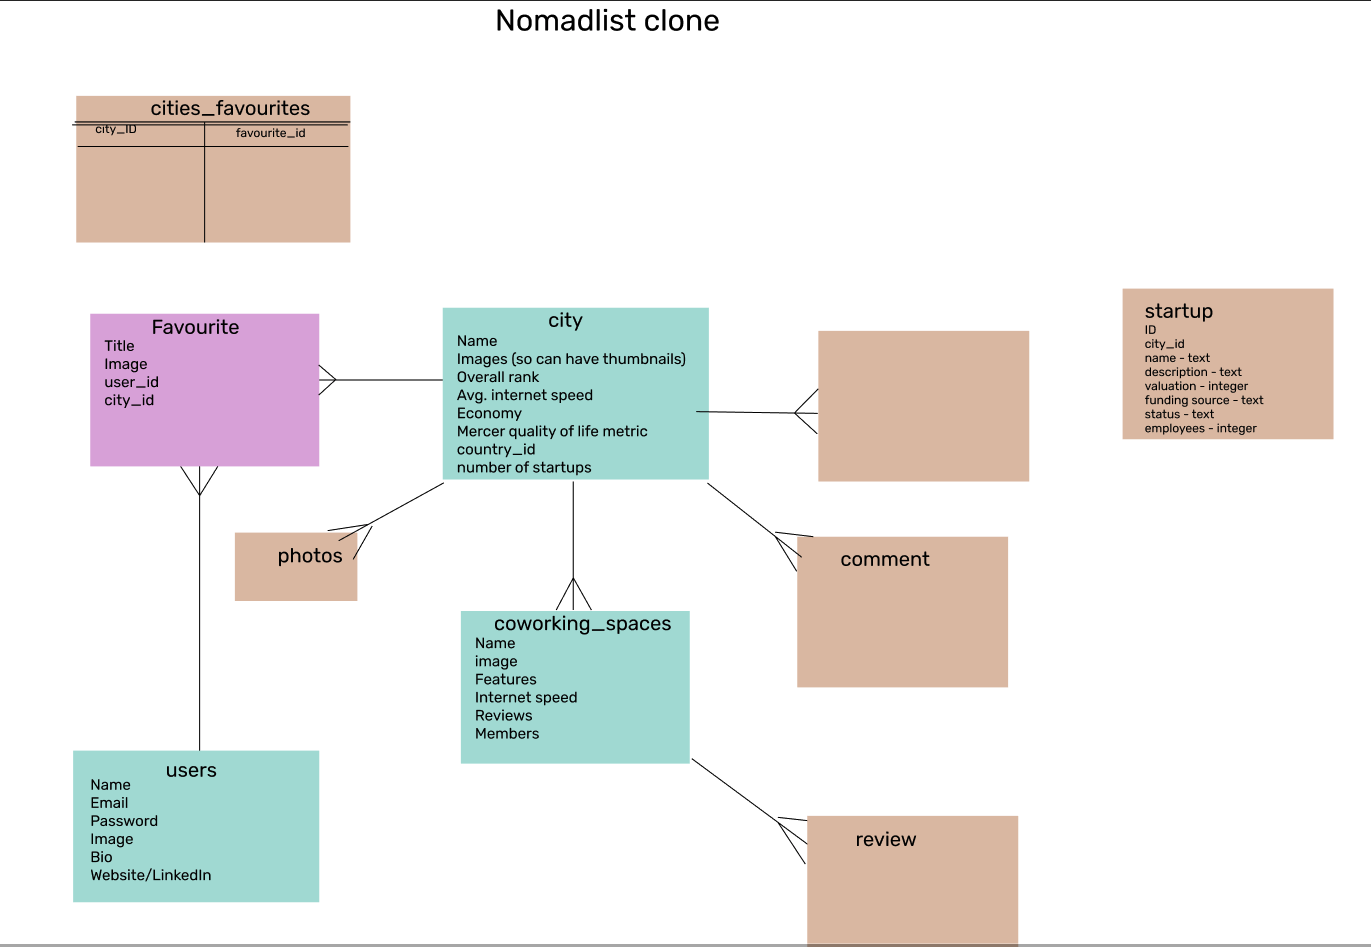 Nomadlist clone
cities_favourites
city_ID
favourite_id
Favourite
Title
Image
user_id
city_id
city
Name
Images (so can have thumbnails)
Overall rank
Avg. internet speed
Economy
Mercer quality of life metric
country_id
number of startups
startup
ID
city_id
name - text
description - text
valuation - integer
funding source - text
status - text
employees - integer
photos
comment
coworking_spaces
Name
image
Features
Internet speed
Reviews
Members
users
Name
Email
Password
Image
Bio
Website/LinkedIn
review